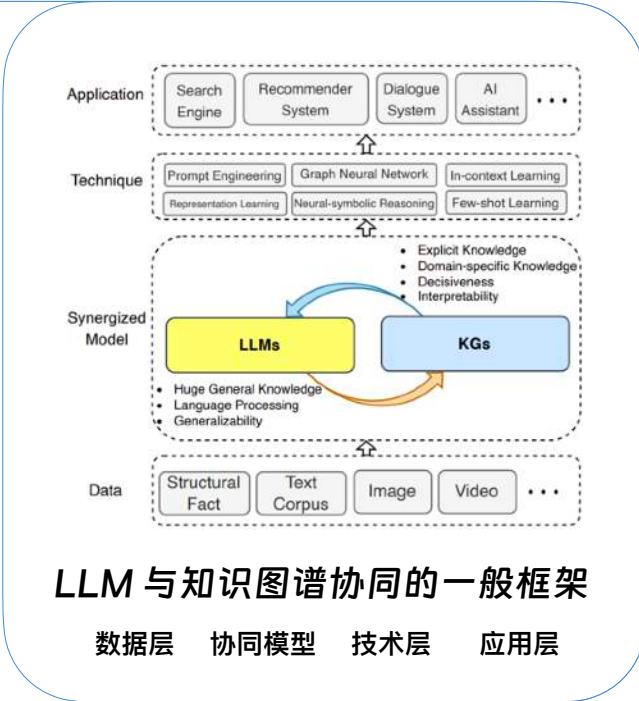 Application
Search Engine
Recommender System
Dialogue System
AI Assistant
• • •
Technique
Prompt Engineering
Graph Neural Network
In-context Learning
Representation Learning
Neural-symbolic Reasoning
Few-shot Learning
Synergized Model
• Explicit Knowledge
• Domain-specific Knowledge
• Decisiveness
• Interpretability
LLMs
KGs
• Huge General Knowledge
• Language Processing
• Generalizability
Data
Structural Fact
Text Corpus
Image
Video
• • •
LLM 与知识图谱协同的一般框架
数据层 协同模型 技术层 应用层